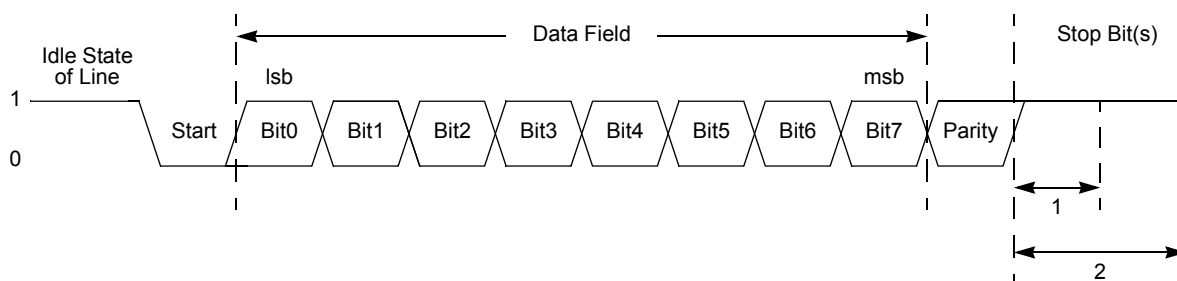 Data Field
Stop Bit(s)
Idle State
of Line
lsb
msb
1
Start
Bit0
Bit1
Bit2
Bit3
Bit4
Bit5
Bit6
Bit7
Parity
0
1
2